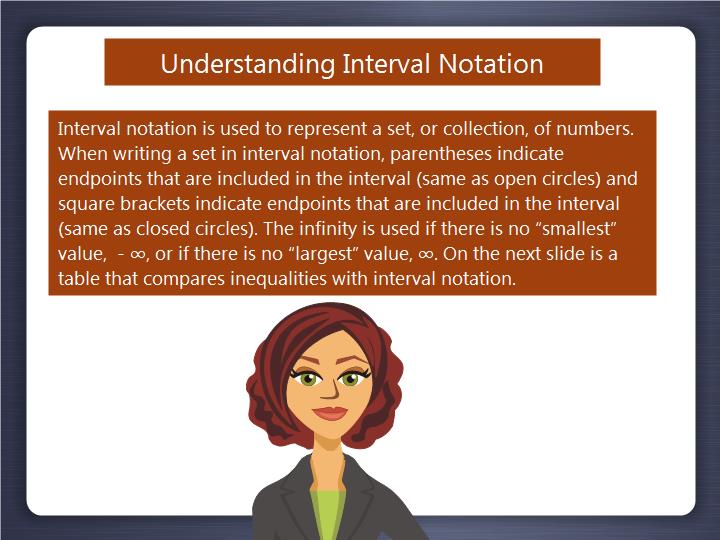 Understanding Interval Notation
Interval notation is used to represent a set, or collection, of numbers.
When writing a set in interval notation, parentheses indicate
endpoints that are included in the interval (same as open circles) and
square brackets indicate endpoints that are included in the interval
(same as closed circles). The infinity is used if there is no “smallest”
value,  - ∞, or if there is no “largest” value, ∞. On the next slide is a
table that compares inequalities with interval notation.